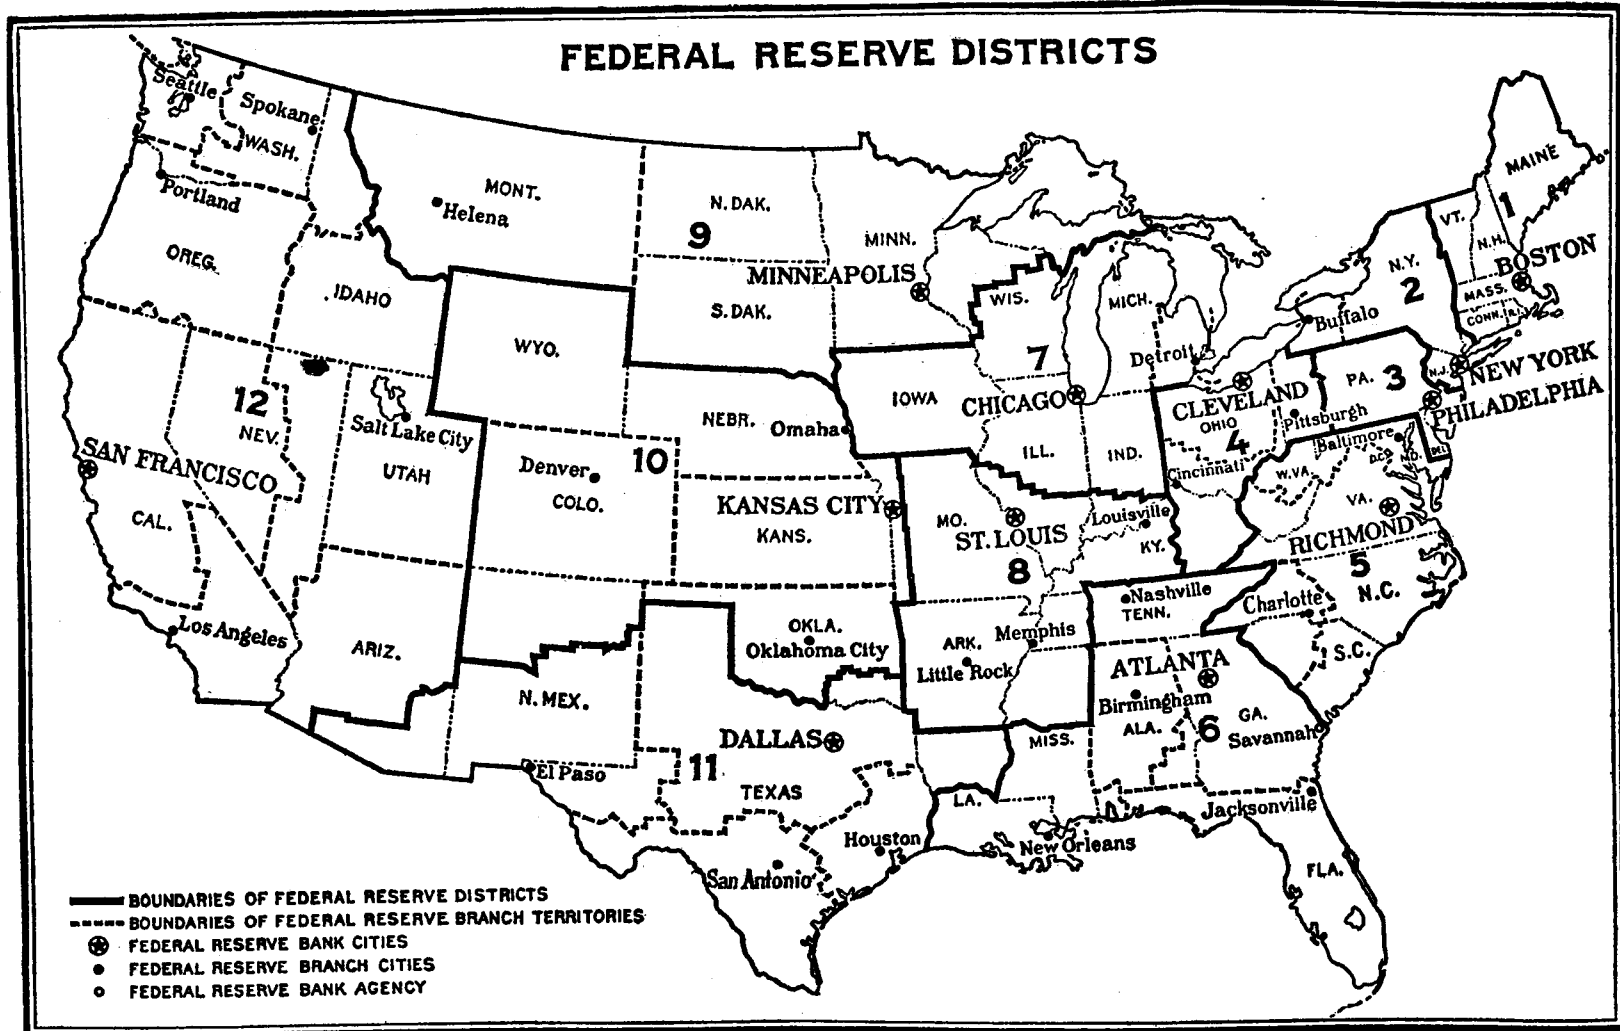 FEDERAL RESERVE DISTRICTS
Seattle
Spokane
WASH.
Portland
OREG.
IDAHO
MONT.
Helena
N. DAK.
9
MINN.
MINNEAPOLIS
S. DAK.
WYO.
WIS.
MICH.
7
Detroit
MAINE
VT.
1
N.H.
BOSTON
MASS.
CONN.
R.I.
N.Y.
2
Buffalo
NEW YORK
N.J.
PA.
3
PHILADELPHIA
CLEVELAND
OHIO
4
Pittsburgh
Cincinnati
Baltimore
D.C.
MD.
DEL.
W.VA.
VA.
RICHMOND
5
IOWA
CHICAGO
ILL.
IND.
NEBR.
Omaha
12
NEV.
SAN FRANCISCO
CAL.
Salt Lake City
UTAH
Denver
10
COLO.
KANSAS CITY
KANS.
MO.
ST. LOUIS
8
Louisville
KY.
Nashville
TENN.
Charlotte
N.C.
S.C.
Los Angeles
ARIZ.
N. MEX.
OKLA.
Oklahoma City
ARK.
Memphis
Little Rock
ATLANTA
Birmingham
ALA.
6
GA.
Savannah
MISS.
DALLAS
11
El Paso
TEXAS
LA.
Jacksonville
Houston
New Orleans
San Antonio
FLA.
BOUNDARIES OF FEDERAL RESERVE DISTRICTS
BOUNDARIES OF FEDERAL RESERVE BRANCH TERRITORIES
FEDERAL RESERVE BANK CITIES
FEDERAL RESERVE BRANCH CITIES
FEDERAL RESERVE BANK AGENCY